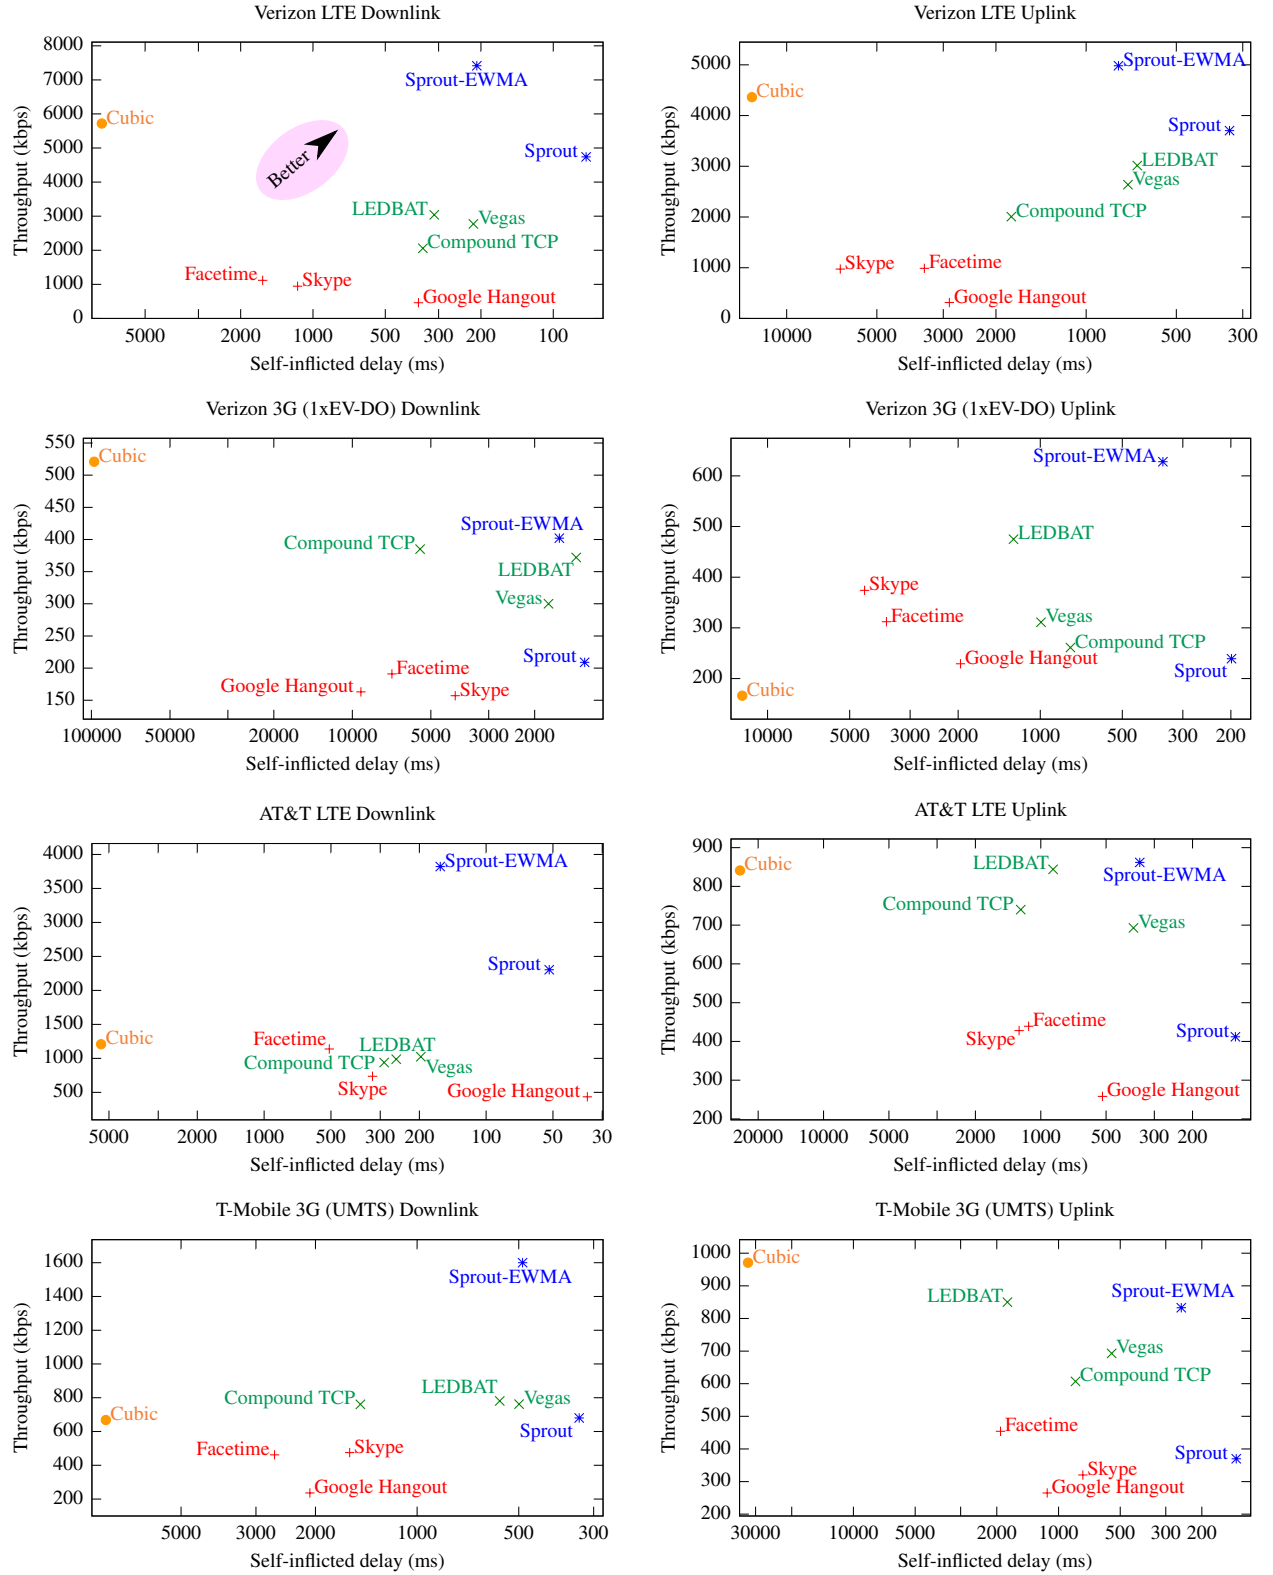 Verizon LTE Downlink
Throughput (kbps)
8000
7000
6000
5000
4000
3000
2000
1000
0
Sprout-EWMA
Cubic
Better
Sprout
LEDBAT
Vegas
Compound TCP
Facetime
Skype
Google Hangout
5000 2000 1000 500 300 200 100
Self-inflicted delay (ms)
Verizon LTE Uplink
Throughput (kbps)
5000
4000
3000
2000
1000
0
Sprout-EWMA
Cubic
Sprout
LEDBAT
Vegas
Compound TCP
Skype
Facetime
Google Hangout
10000 5000 3000 2000 1000 500 300
Self-inflicted delay (ms)
Verizon 3G (1xEV-DO) Downlink
Throughput (kbps)
550
500
450
400
350
300
250
200
150
Cubic
Sprout-EWMA
Compound TCP
LEDBAT
Vegas
Sprout
Facetime
Google Hangout
Skype
100000 50000 20000 10000 5000 3000 2000
Self-inflicted delay (ms)
Verizon 3G (1xEV-DO) Uplink
Throughput (kbps)
600
500
400
300
200
Sprout-EWMA
LEDBAT
Skype
Facetime
Vegas
Compound TCP
Google Hangout
Sprout
Cubic
10000 5000 3000 2000 1000 500 300 200
Self-inflicted delay (ms)
AT&T LTE Downlink
Throughput (kbps)
4000
3500
3000
2500
2000
1500
1000
500
Sprout-EWMA
Sprout
Cubic
Facetime
LEDBAT
Compound TCP
Vegas
Skype
Google Hangout
5000 2000 1000 500 300 200 100 50 30
Self-inflicted delay (ms)
AT&T LTE Uplink
Throughput (kbps)
900
800
700
600
500
400
300
200
Cubic
LEDBAT
Sprout-EWMA
Compound TCP
Vegas
Facetime
Skype
Sprout
Google Hangout
20000 10000 5000 2000 1000 500 300 200
Self-inflicted delay (ms)
T-Mobile 3G (UMTS) Downlink
Throughput (kbps)
1600
1400
1200
1000
800
600
400
200
Sprout-EWMA
Compound TCP
LEDBAT
Vegas
Cubic
Sprout
Facetime
Skype
Google Hangout
5000 3000 2000 1000 500 300
Self-inflicted delay (ms)
T-Mobile 3G (UMTS) Uplink
Throughput (kbps)
1000
900
800
700
600
500
400
300
200
Cubic
LEDBAT
Sprout-EWMA
Vegas
Compound TCP
Facetime
Sprout
Skype
Google Hangout
30000 10000 5000 2000 1000 500 300 200
Self-inflicted delay (ms)